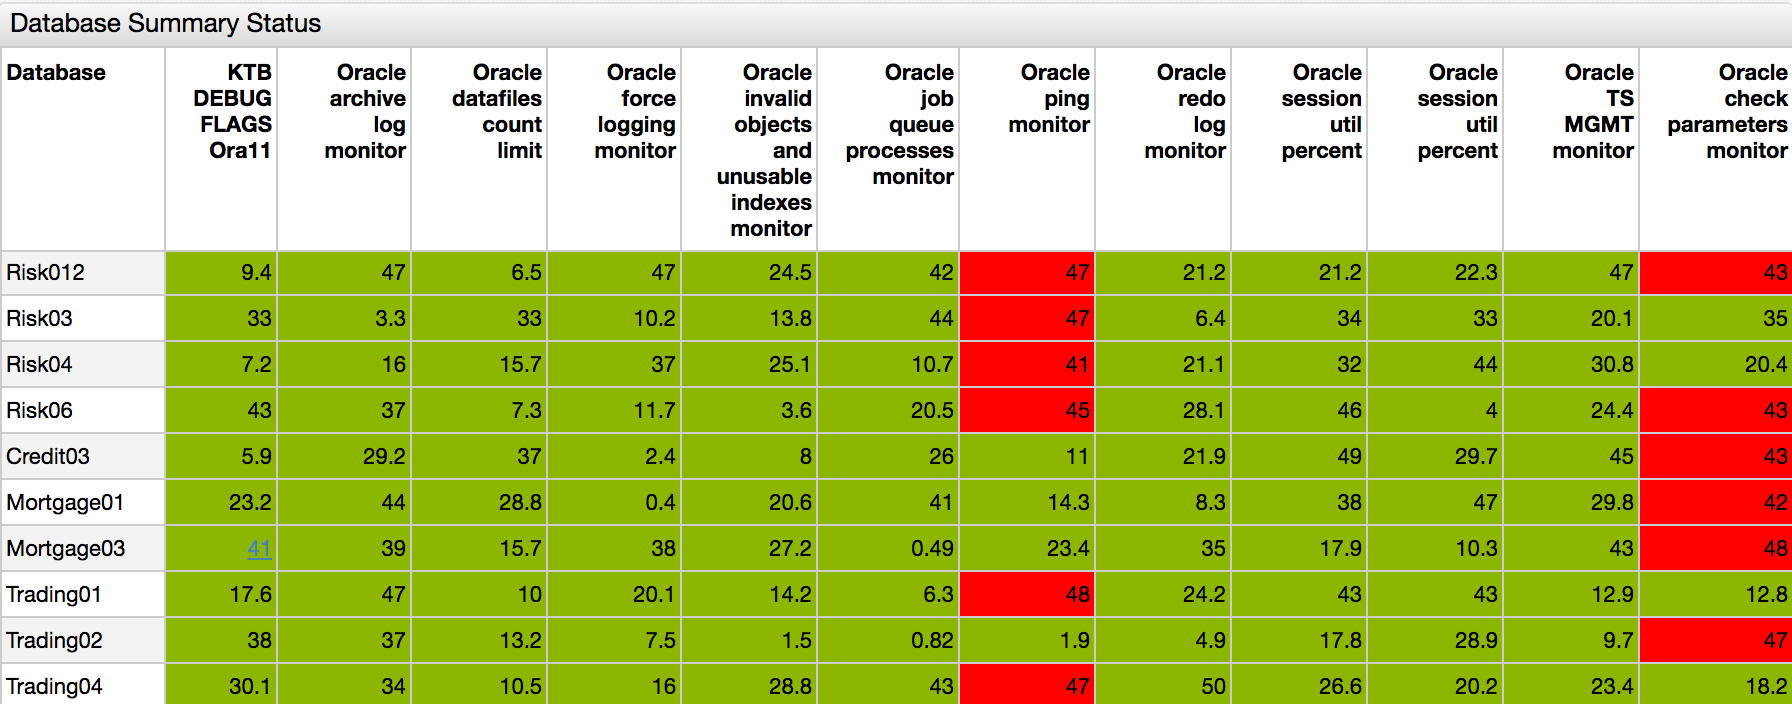 Database Summary Status
Database KTB DEBUG FLAGS Ora11 Oracle archive log monitor Oracle datafiles count limit Oracle force logging monitor Oracle invalid objects and unusable indexes monitor Oracle job queue processes monitor Oracle ping monitor Oracle redo log monitor Oracle session util percent Oracle session util percent Oracle TS MGMT monitor Oracle check parameters monitor
Risk012 9.4 47 6.5 47 24.5 42 47 21.2 21.2 22.3 47 43
Risk03 33 3.3 33 10.2 13.8 44 47 6.4 34 33 20.1 35
Risk04 7.2 16 15.7 37 25.1 10.7 41 21.1 32 44 30.8 20.4
Risk06 43 37 7.3 11.7 3.6 20.5 45 28.1 46 4 24.4 43
Credit03 5.9 29.2 37 2.4 8 26 11 21.9 49 29.7 45 43
Mortgage01 23.2 44 28.8 0.4 20.6 41 14.3 8.3 38 47 29.8 42
Mortgage03 41 39 15.7 38 27.2 0.49 23.4 35 17.9 10.3 43 48
Trading01 17.6 47 10 20.1 14.2 6.3 48 24.2 43 43 12.9 12.8
Trading02 38 37 13.2 7.5 1.5 0.82 1.9 4.9 17.8 28.9 9.7 47
Trading04 30.1 34 10.5 16 28.8 43 47 50 26.6 20.2 23.4 18.2